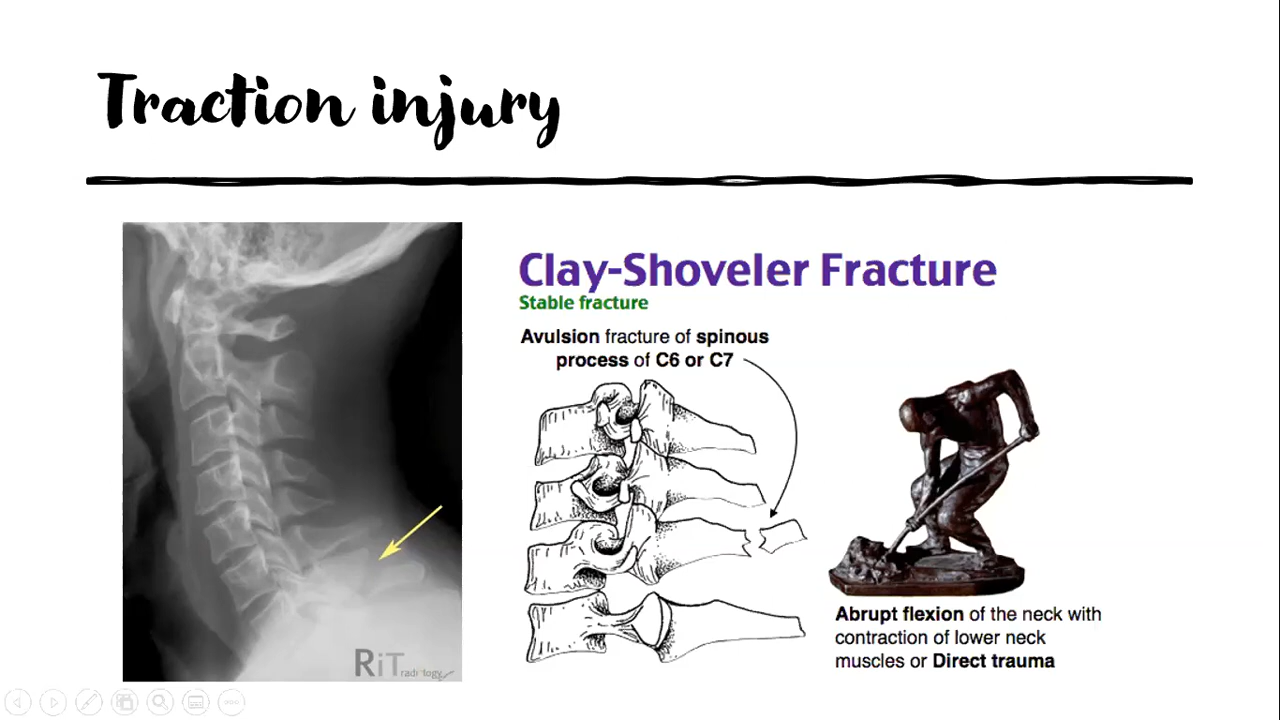 Traction injury
Clay-Shoveler Fracture
Stable fracture
Avulsion fracture of spinous
process of C6 or C7
Abrupt flexion of the neck with
contraction of lower neck
muscles or Direct trauma
RiT radiology